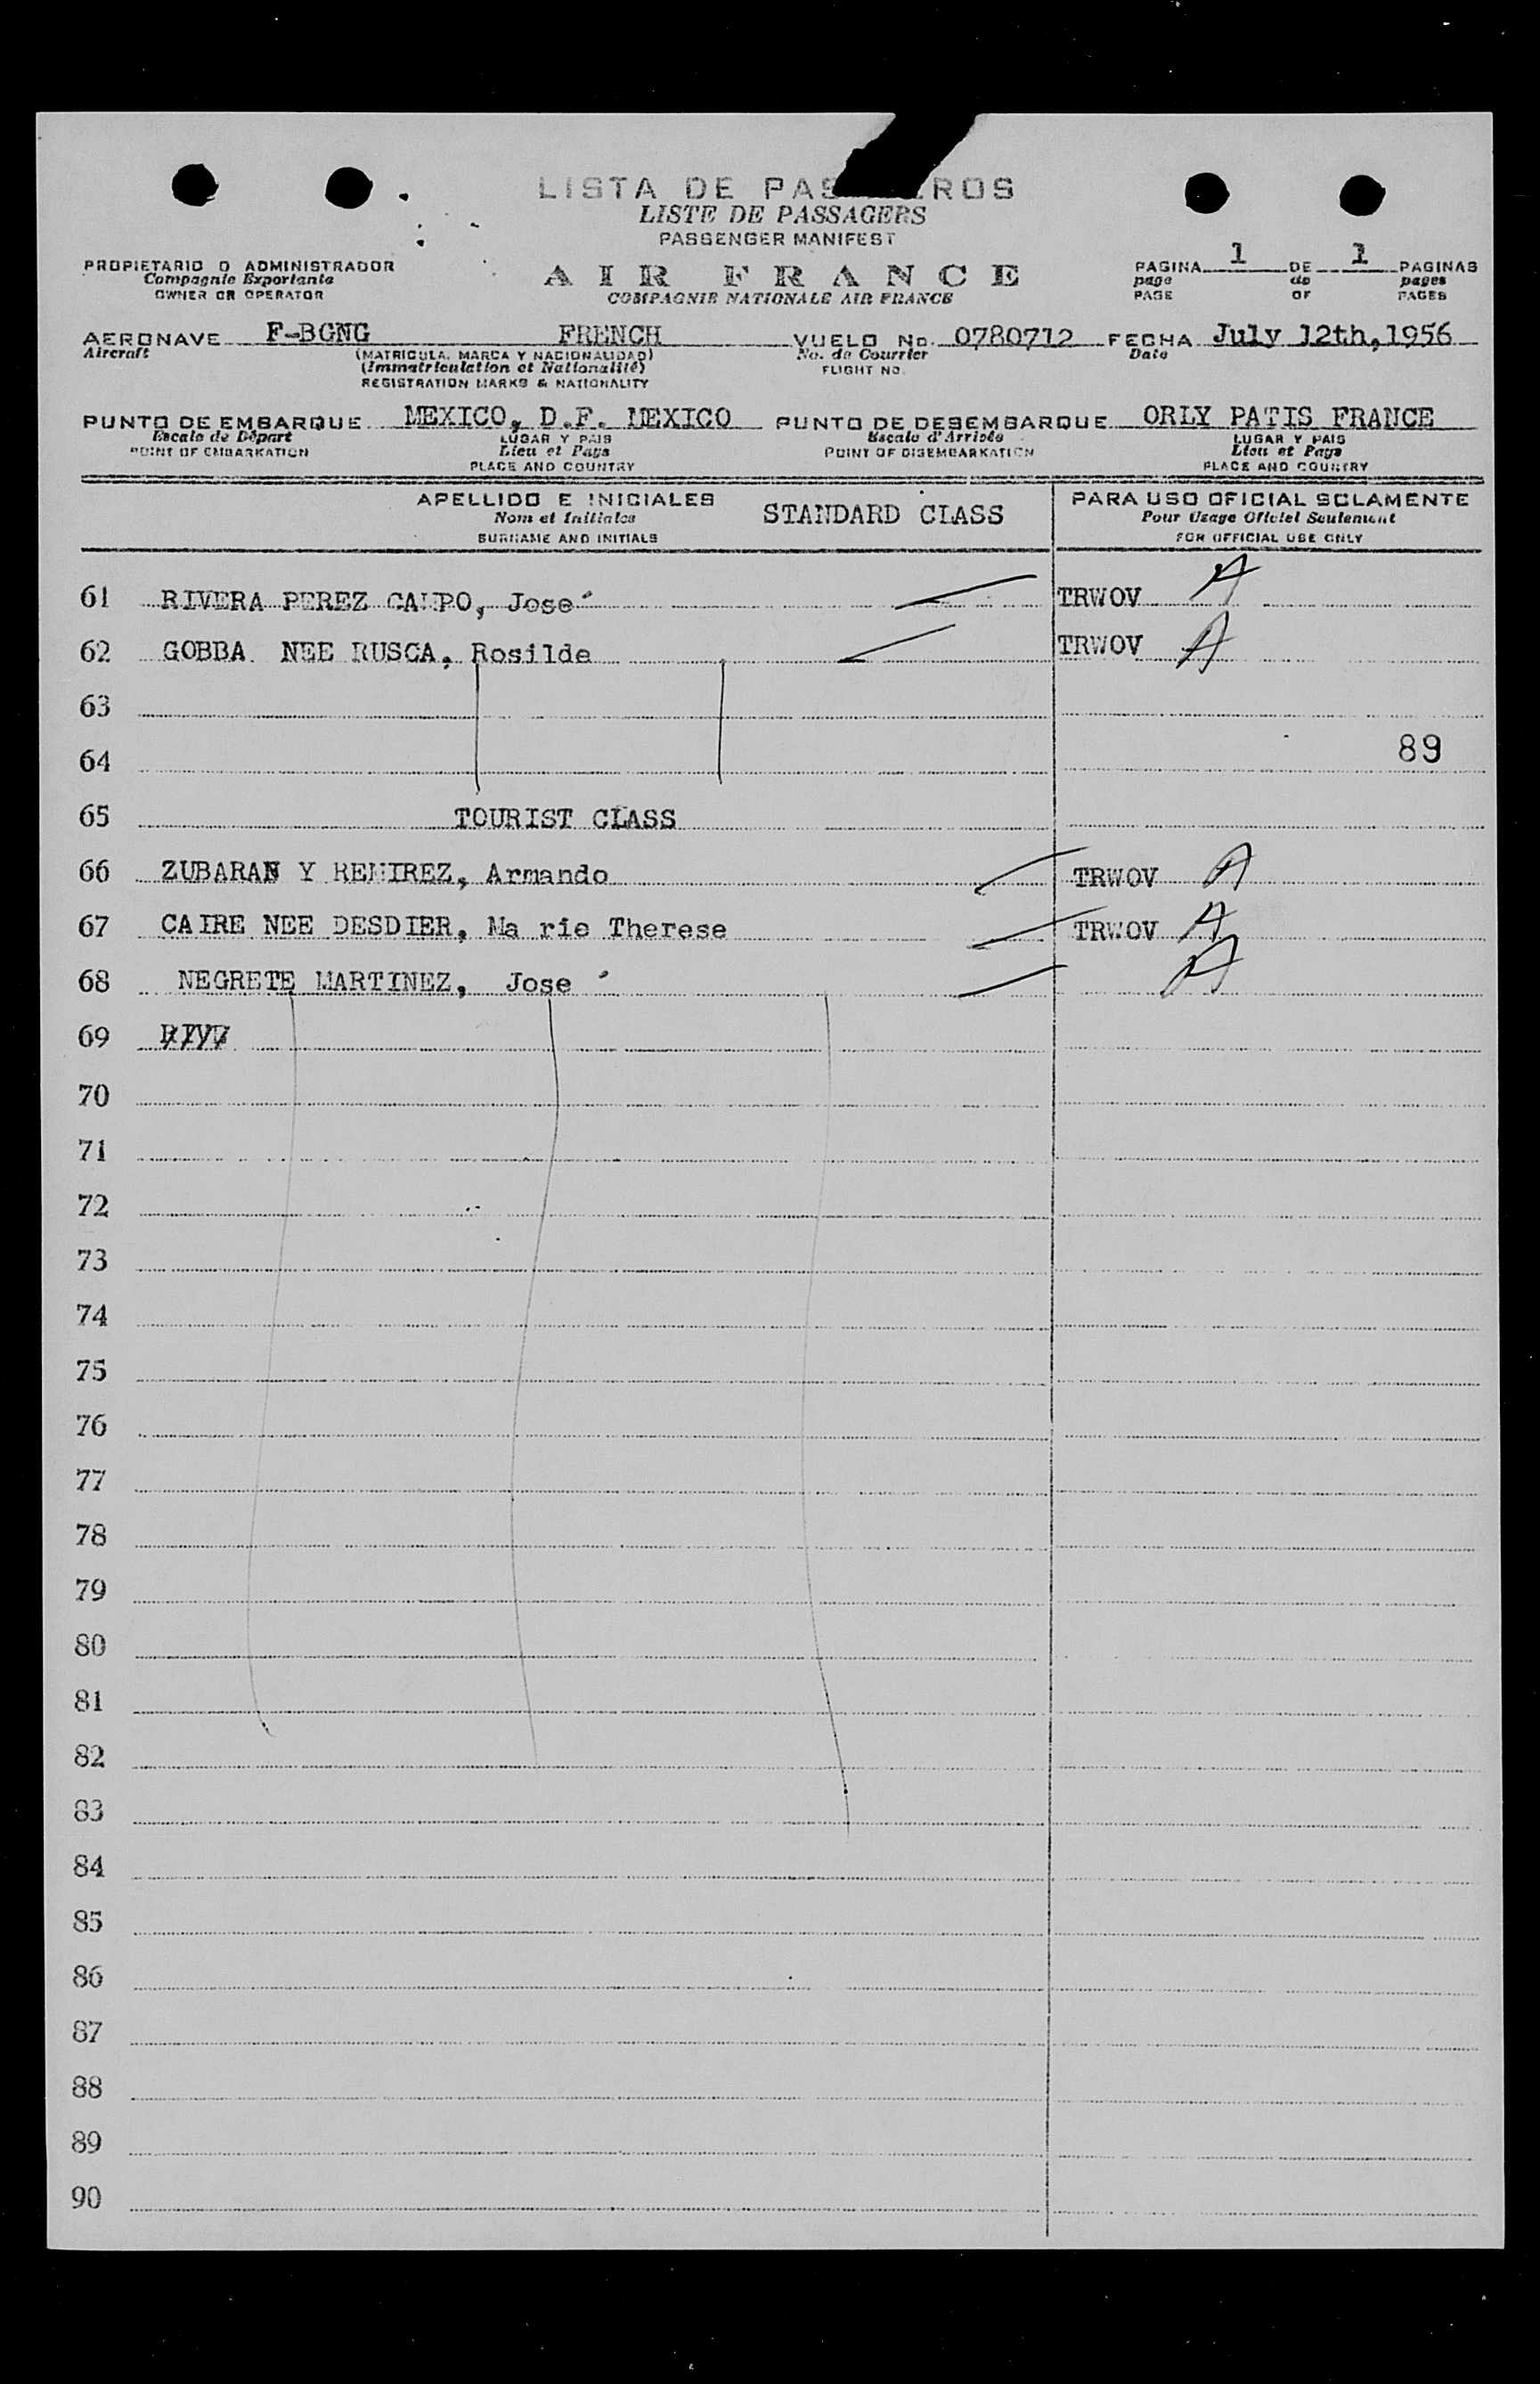 LISTA DE PAS ROS
LISTE DE PASSAGERS
PASSENGER MANIFEST
PROPIETARIO O ADMINISTRADOR
Compagnie Exportante
OWNER OR OPERATOR
AIR FRANCE
COMPAGNIE NATIONALE AIR FRANCE
PAGINA 1 DE 1 PAGINAS
page de pages
PAGE OF PAGES
AERONAVE F-BGNG FRENCH VUELO No. 0780712 FECHA July 12th,1956
Aircraft (MATRICULA, MARCA Y NACIONALIDAD) No. de Courrier Date
(Immatriculation et Nationalité) FLIGHT NO.
REGISTRATION MARKS & NATIONALITY
PUNTO DE EMBARQUE MEXICO, D.F. MEXICO PUNTO DE DESEMBARQUE ORLY PATIS FRANCE
Escale de Départ LUGAR Y PAIS Escale d'Arrivée LUGAR Y PAIS
POINT OF EMBARKATION Lieu et Pays POINT OF DISEMBARKATION Lieu et Pays
PLACE AND COUNTRY PLACE AND COUNTRY
APELLIDO E INICIALES STANDARD CLASS PARA USO OFICIAL SOLAMENTE
Nom et Initiales Pour Usage Officiel Seulement
SURNAME AND INITIALS FOR OFFICIAL USE ONLY
61 RIVERA PEREZ CAMPO, Jose´ TRWOV A
62 GOBBA NEE RUSCA, Rosilde TRWOV A
63
64 89
65 TOURIST CLASS
66 ZUBARAN Y REMIREZ, Armando TRWOV A
67 CAIRE NEE DESDIER, Ma rie Therese TRWOV A
68 NEGRETE MARTINEZ, Jose ´ A
69
70
71
72
73
74
75
76
77
78
79
80
81
82
83
84
85
86
87
88
89
90